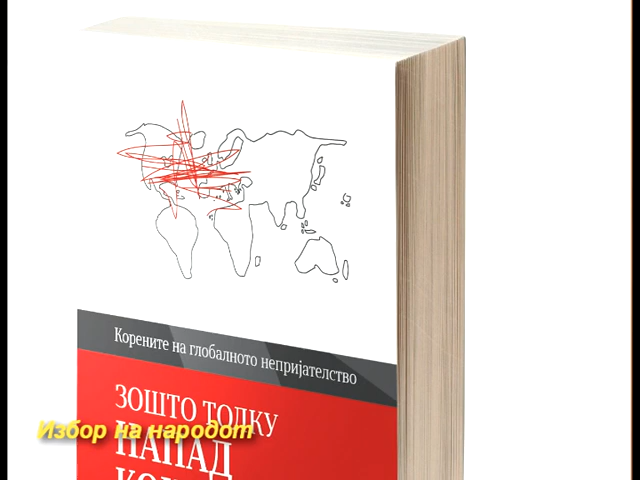 Корените на глобалното непријателство
ЗОШТО ТОЛКУ
НАПАД
Избор на народот